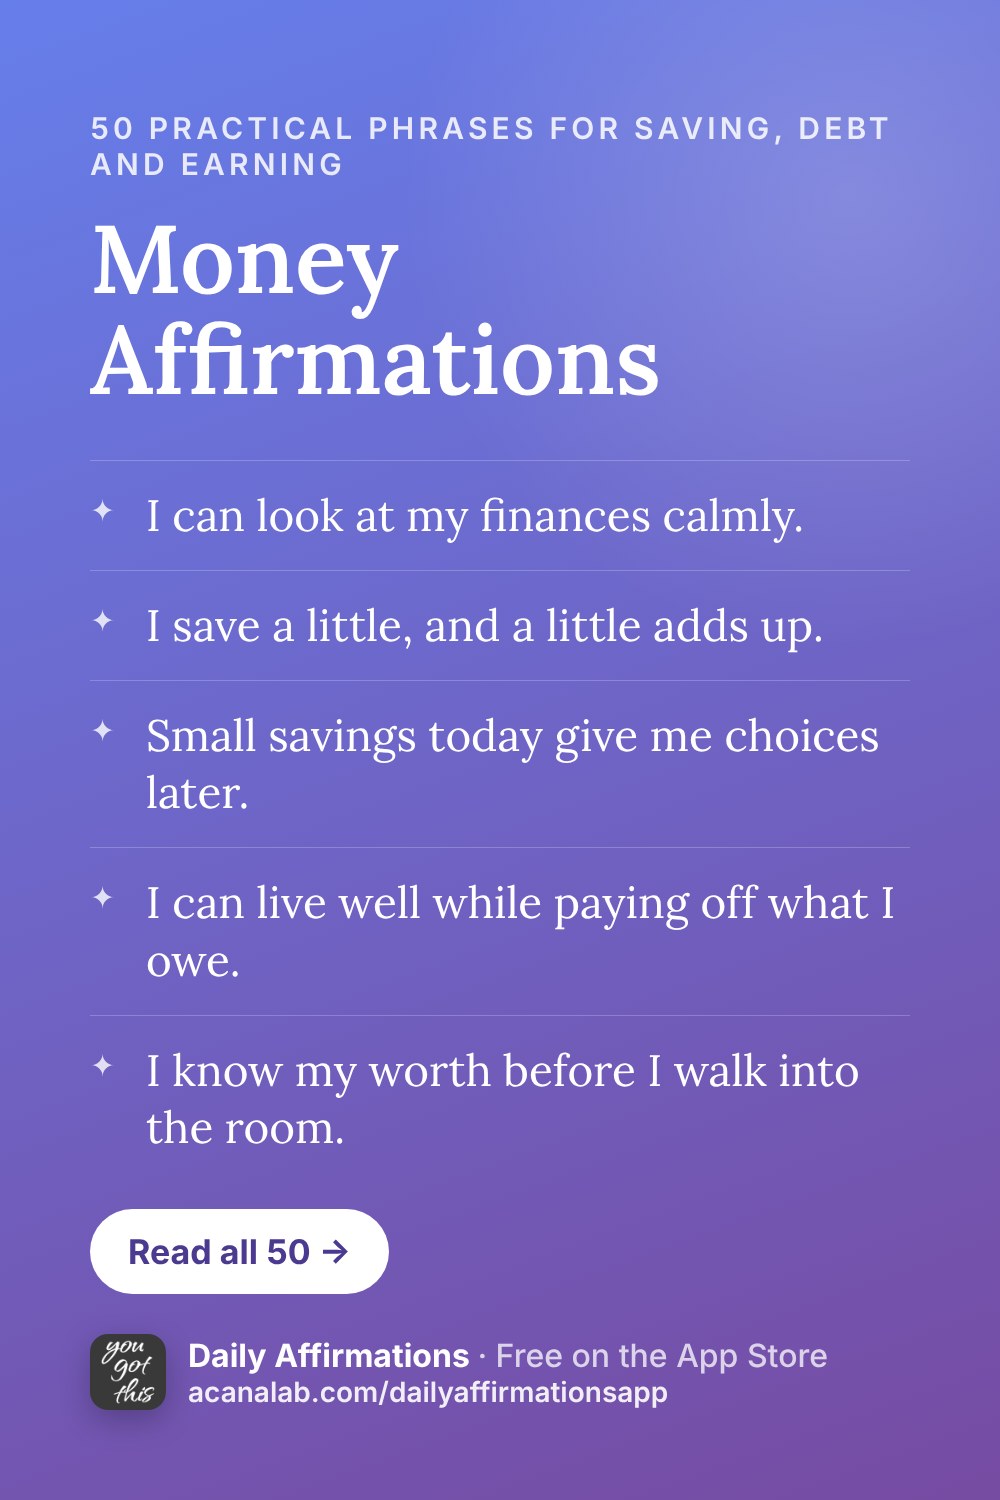 50 PRACTICAL PHRASES FOR SAVING, DEBT
AND EARNING
Money
Affirmations
✦ I can look at my finances calmly.
✦ I save a little, and a little adds up.
✦ Small savings today give me choices
later.
✦ I can live well while paying off what I
owe.
✦ I know my worth before I walk into
the room.
Read all 50 →
you
got
this
Daily Affirmations · Free on the App Store
acanalab.com/dailyaffirmationsapp